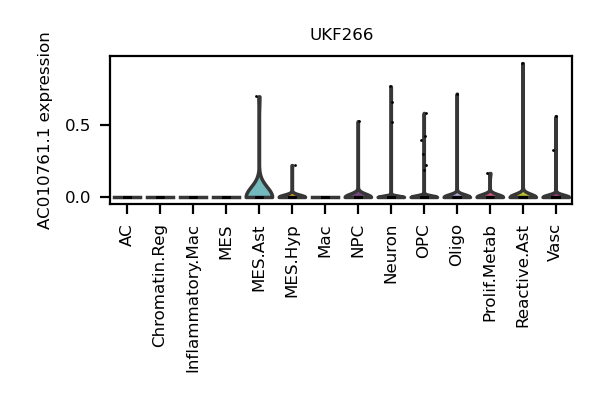 UKF266
AC010761.1 expression
0.5
0.0
AC
Chromatin.Reg
Inflammatory.Mac
MES
MES.Ast
MES.Hyp
Mac
NPC
Neuron
OPC
Oligo
Prolif.Metab
Reactive.Ast
Vasc